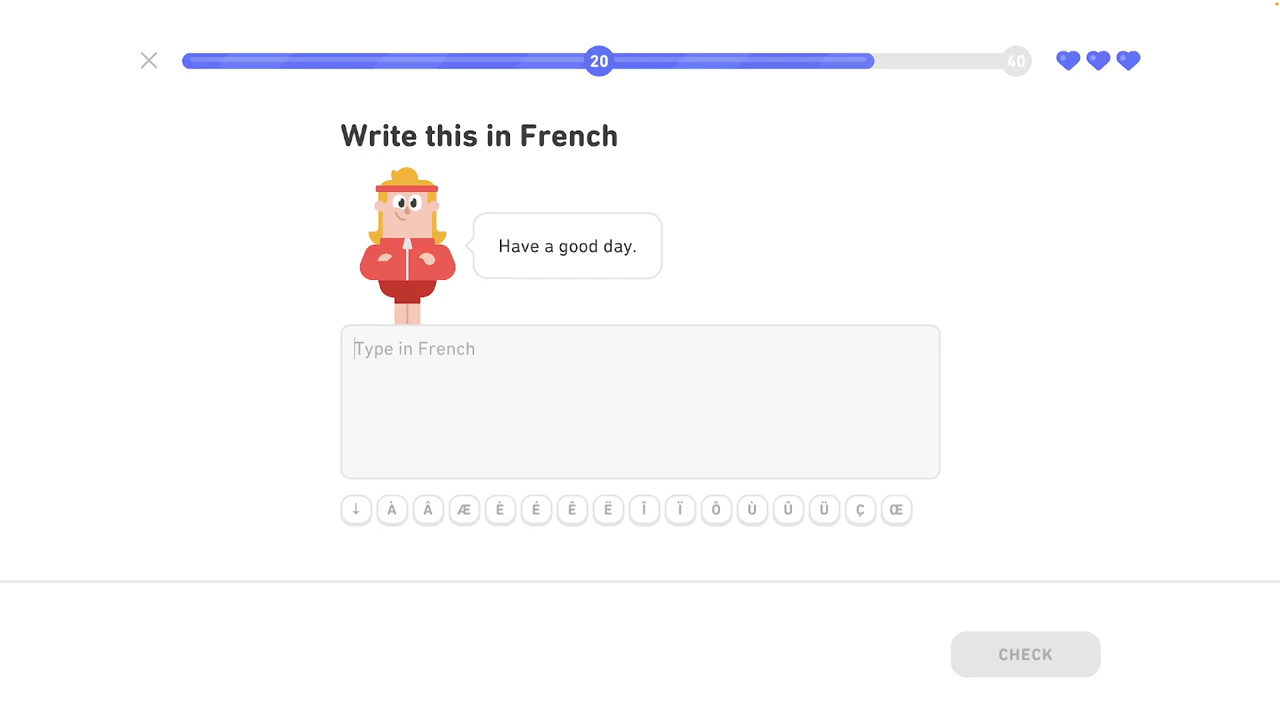 20
40
Write this in French
Have a good day.
Type in French
↓ À Â Æ È É Ê Ë Î Ï Ô Ù Û Ü Ç Œ
CHECK